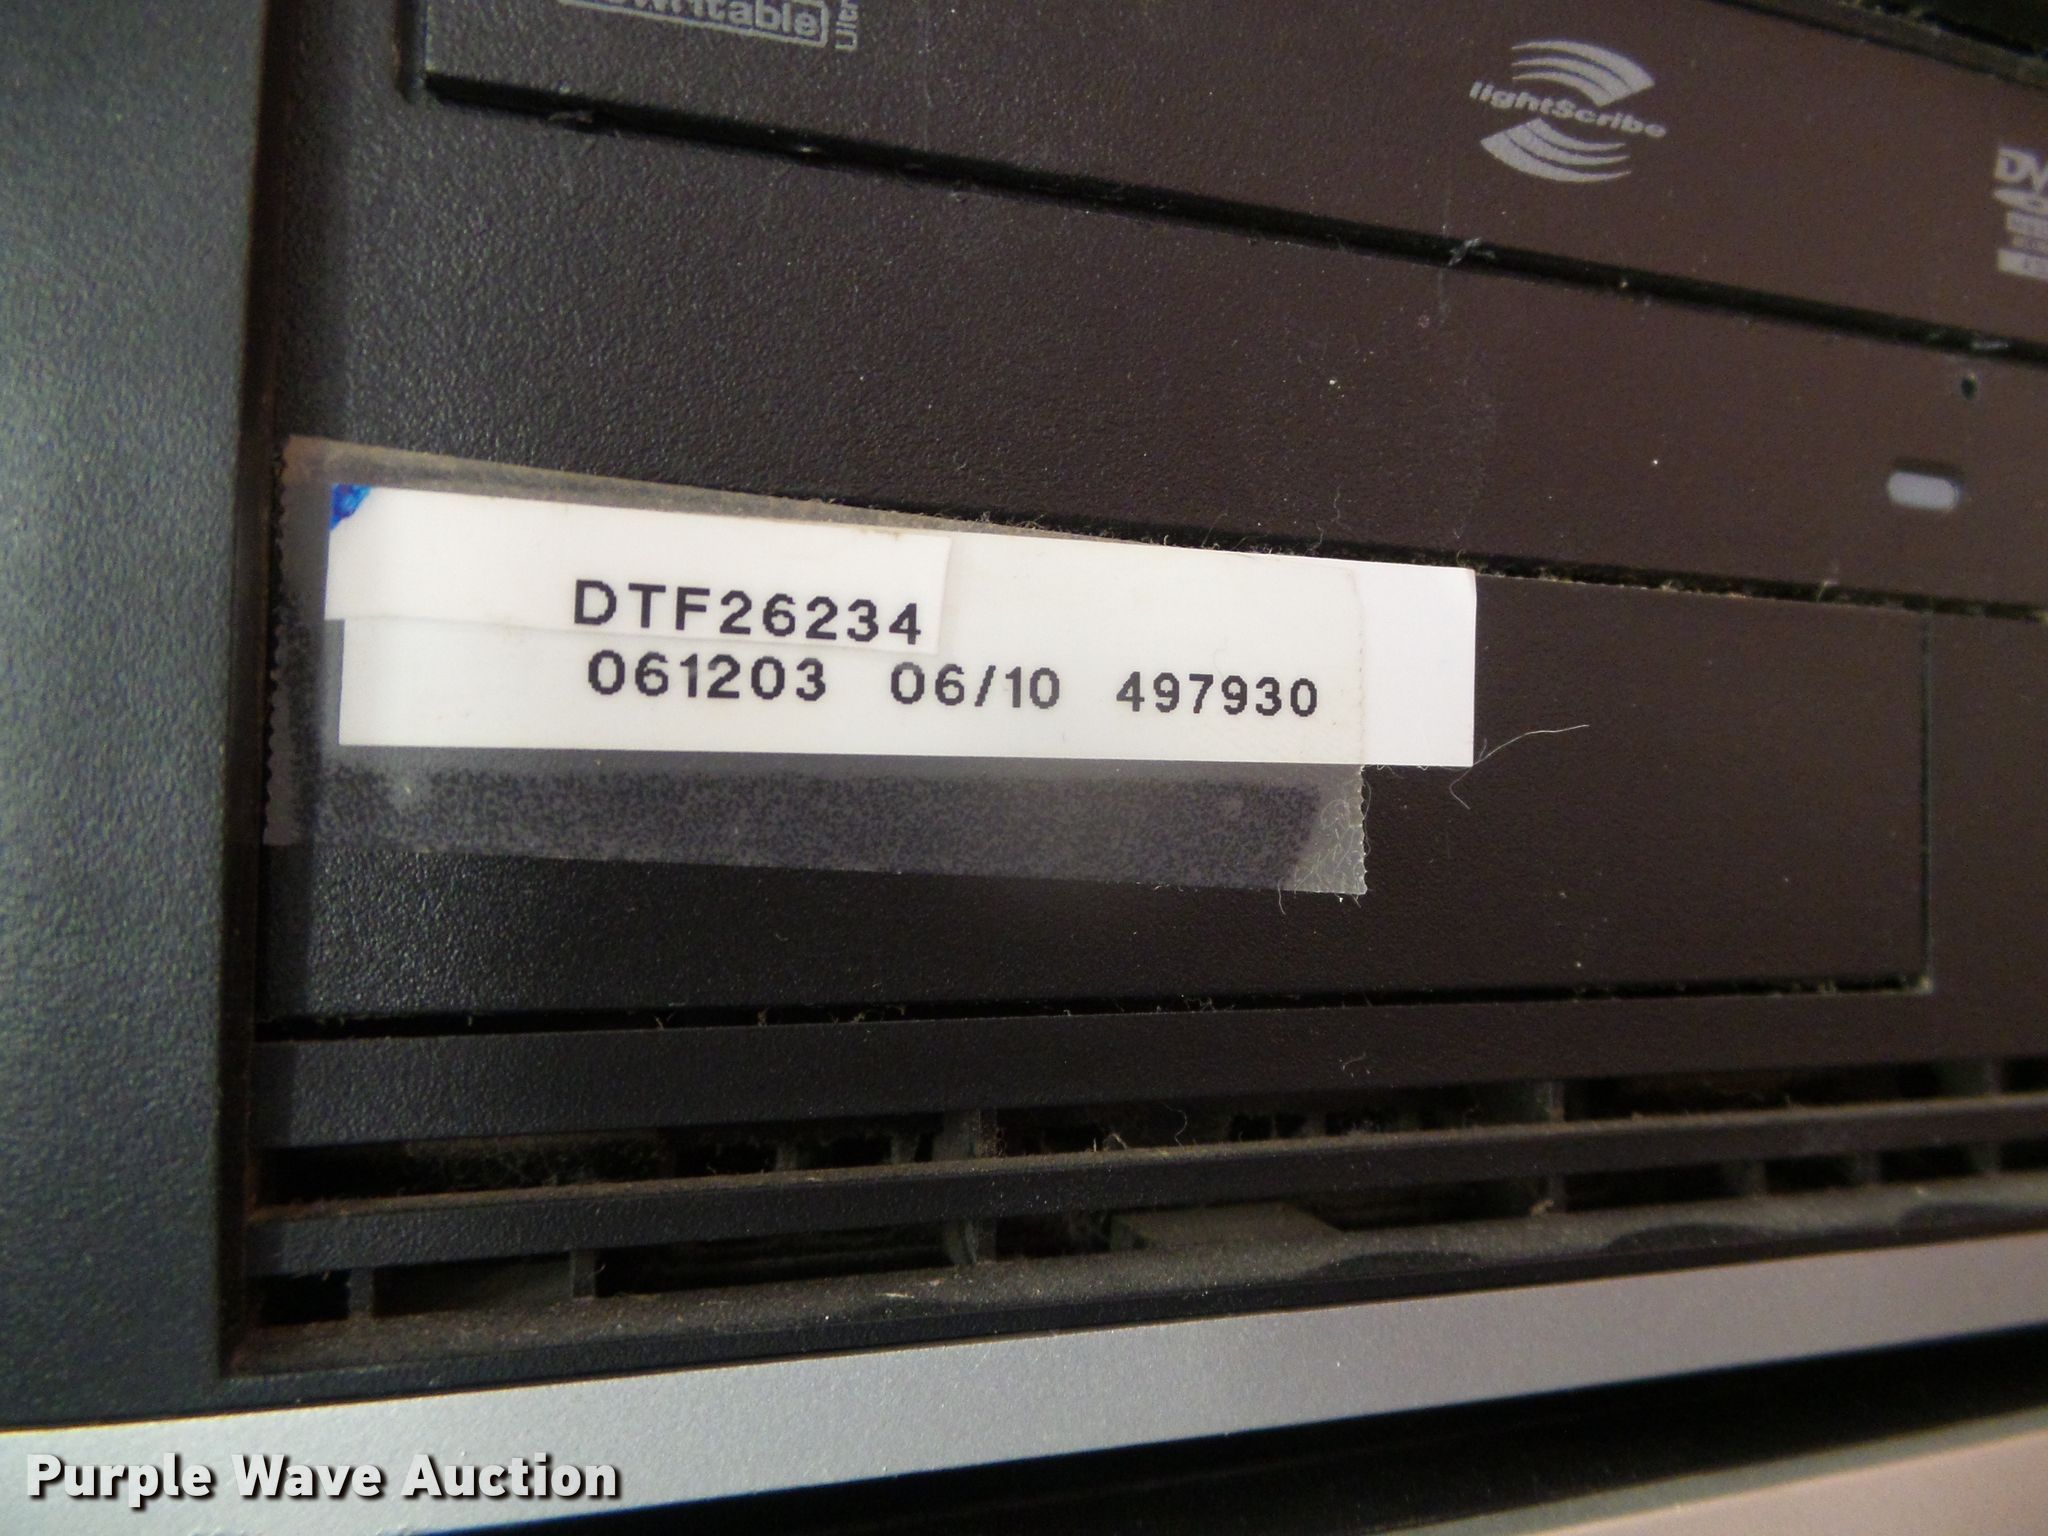 lightScribe
DTF26234
061203 06/10 497930
Purple Wave Auction